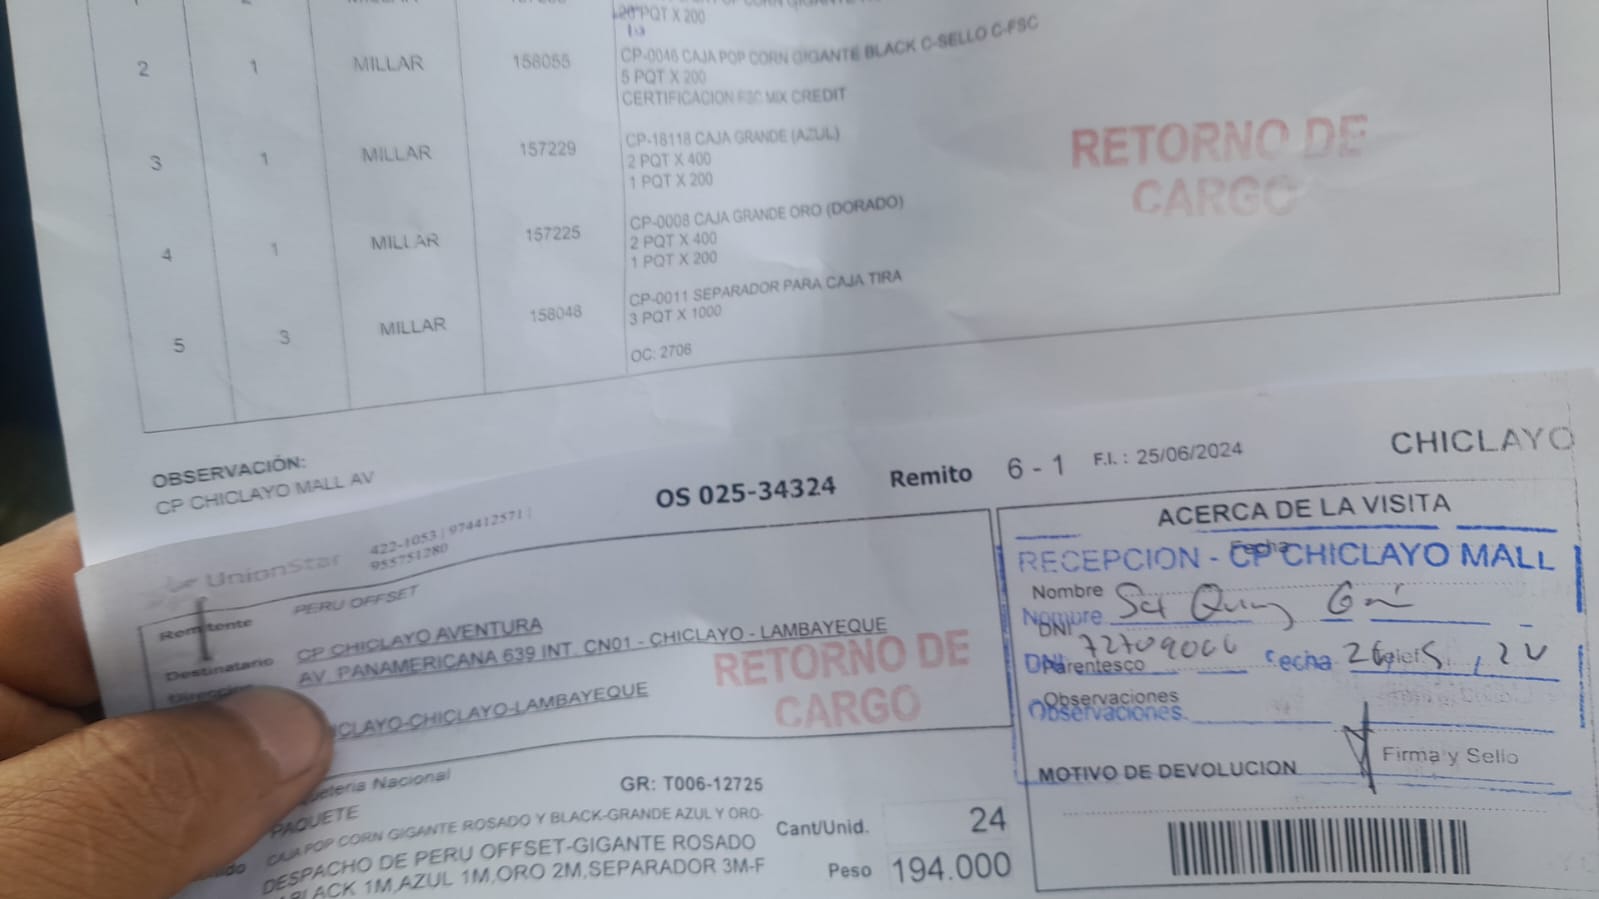 PQT X 200
2 1 MILLAR 158055 CP-0046 CAJA POP CORN GIGANTE BLACK C-SELLO C-FSC
5 PQT X 200
CERTIFICACION FSC MIX CREDIT
3 1 MILLAR 157229 CP-18118 CAJA GRANDE (AZUL)
2 PQT X 400
1 PQT X 200
RETORNO DE
CARGO
4 1 MILLAR 157225 CP-0008 CAJA GRANDE ORO (DORADO)
2 PQT X 400
1 PQT X 200
5 3 MILLAR 158048 CP-0011 SEPARADOR PARA CAJA TIRA
3 PQT X 1000
OC: 2706
OBSERVACIÓN:
CP CHICLAYO MALL AV
OS 025-34324 Remito 6 - 1 F.I. : 25/06/2024 CHICLAYO
UnionStar 422-1053 | 974412571 |
955751280
Remitente PERU OFFSET
Destinatario CP CHICLAYO AVENTURA
AV. PANAMERICANA 639 INT. CN01 - CHICLAYO - LAMBAYEQUE
CLAYO-CHICLAYO-LAMBAYEQUE
RETORNO DE
CARGO
Nacional GR: T006-12725
PAQUETE
CAJA POP CORN GIGANTE ROSADO Y BLACK-GRANDE AZUL Y ORO-
DESPACHO DE PERU OFFSET-GIGANTE ROSADO
BLACK 1M,AZUL 1M,ORO 2M,SEPARADOR 3M-F
Cant/Unid. 24
Peso 194.000
ACERCA DE LA VISITA
Fecha
RECEPCION - CP CHICLAYO MALL
Nombre
Nombre
DNI
DNI Fecha
Parentesco
Observaciones
Observaciones.
Firma y Sello
MOTIVO DE DEVOLUCION